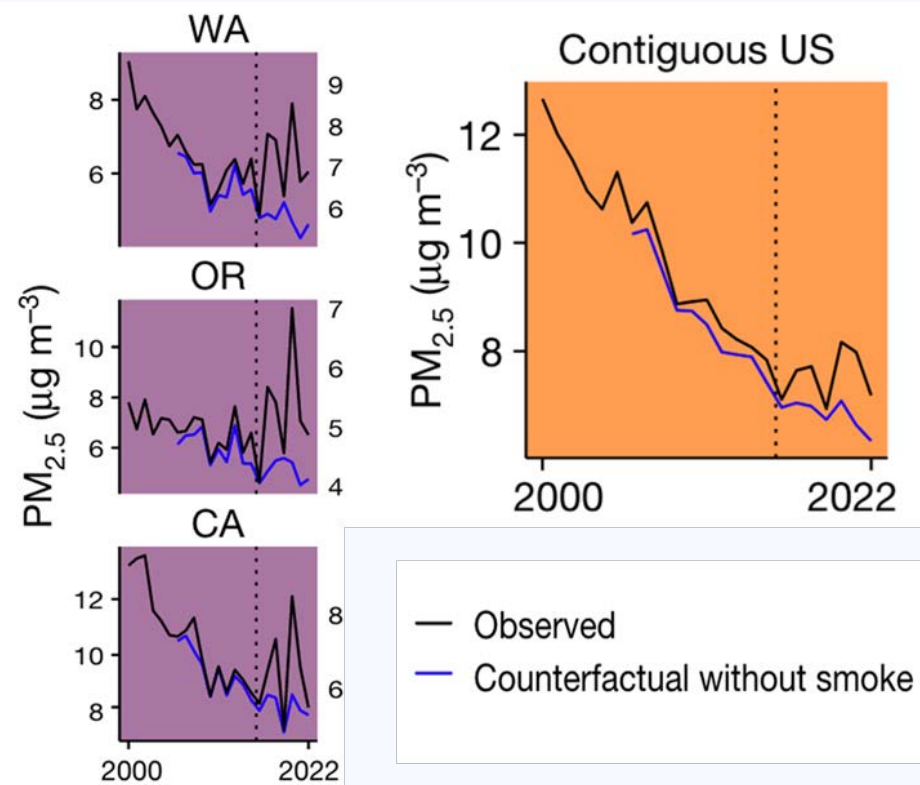 WA
8
6
9
8
7
6
OR
10
8
6
7
6
5
4
CA
12
10
8
8
6
2000 2022
PM2.5 (μg m−3)
Contiguous US
12
10
8
PM2.5 (μg m−3)
2000 2022
Observed
Counterfactual without smoke